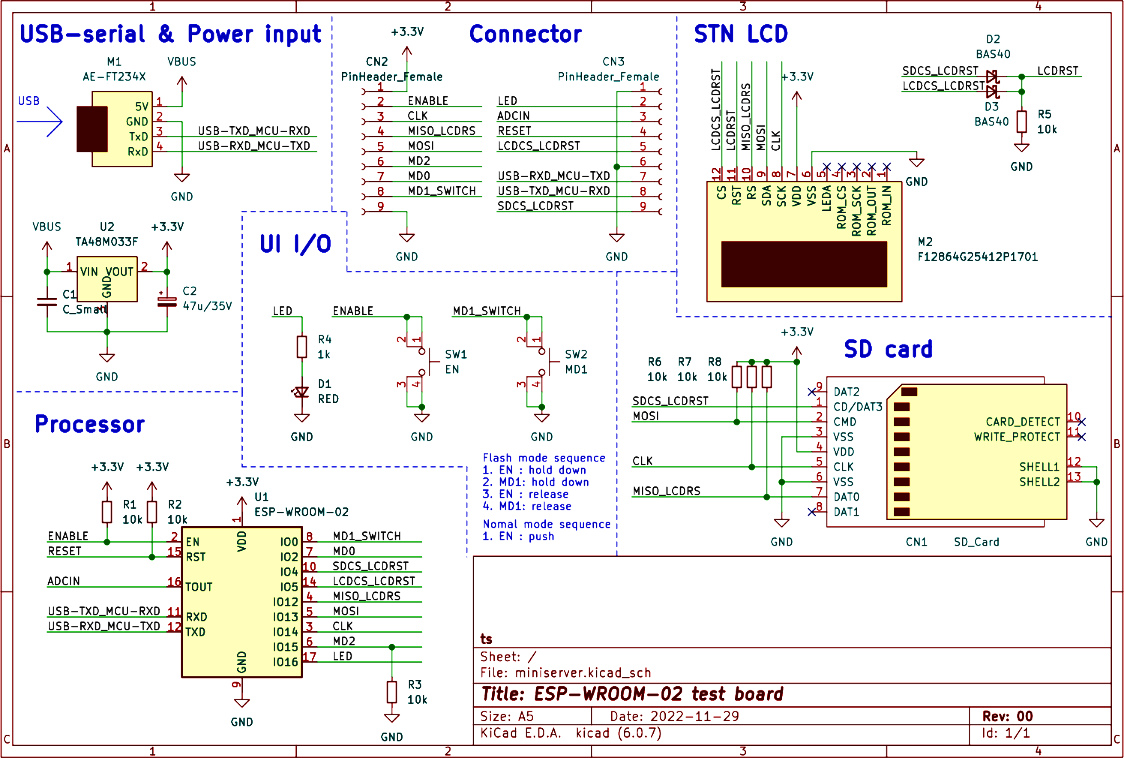 1
2
3
4
A
B
C
USB-serial & Power input
M1
AE-FT234X
VBUS
USB
5V 1
GND 2
TxD 3
RxD 4
USB-TXD_MCU-RXD
USB-RXD_MCU-TXD
GND
VBUS
U2
TA48M033F
+3.3V
1 VIN VOUT 2
GND
C1
C_Small
C2
47u/35V
GND
Connector
+3.3V
CN2
PinHeader_Female
1
2 ENABLE
3 CLK
4 MISO_LCDRS
5 MOSI
6 MD2
7 MD0
8 MD1_SWITCH
9
GND
CN3
PinHeader_Female
1
LED 2
ADCIN 3
RESET 4
LCDCS_LCDRST 5
6
USB-RXD_MCU-TXD 7
USB-TXD_MCU-RXD 8
SDCS_LCDRST 9
GND
STN LCD
+3.3V
LCDCS_LCDRST
LCDRST
MISO_LCDRS
MOSI
CLK
12 11 10 9 8 7 6 5 4 3 2 1
CS
RST
RS
SDA
SCK
VDD
VSS
LEDA
ROM_CS
ROM_SCK
ROM_OUT
ROM_IN
GND
M2
F12864G25412P1701
D2
BAS40
SDCS_LCDRST
LCDCS_LCDRST
LCDRST
D3
BAS40
R5
10k
GND
UI I/O
LED
R4
1k
D1
RED
GND
ENABLE
2 1
3 4
SW1
EN
GND
MD1_SWITCH
2 1
3 4
SW2
MD1
GND
Flash mode sequence
1. EN : hold down
2. MD1: hold down
3. EN : release
4. MD1: release
Nomal mode sequence
1. EN : push
SD card
+3.3V
R6 R7 R8
10k 10k 10k
SDCS_LCDRST
MOSI
CLK
MISO_LCDRS
9 DAT2
1 CD/DAT3
2 CMD
3 VSS
4 VDD
5 CLK
6 VSS
7 DAT0
8 DAT1
CARD_DETECT 10
WRITE_PROTECT 11
SHELL1 12
SHELL2 13
GND
CN1 SD_Card
GND
Processor
+3.3V +3.3V
R1
10k
R2
10k
+3.3V
U1
ESP-WROOM-02
1
VDD
ENABLE 2 EN
RESET 15 RST
ADCIN 16 TOUT
USB-TXD_MCU-RXD 11 RXD
USB-RXD_MCU-TXD 12 TXD
IO0 8 MD1_SWITCH
IO2 7 MD0
IO4 10 SDCS_LCDRST
IO5 14 LCDCS_LCDRST
IO12 4 MISO_LCDRS
IO13 5 MOSI
IO14 3 CLK
IO15 6 MD2
IO16 17 LED
GND
9
GND
R3
10k
GND
ts
Sheet: /
File: miniserver.kicad_sch
Title: ESP-WROOM-02 test board
Size: A5 Date: 2022-11-29 Rev: 00
KiCad E.D.A. kicad (6.0.7) Id: 1/1
A
B
C
1
2
3
4